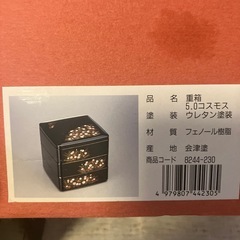 品　名　重箱
5.0コスモス
塗　装　ウレタン塗装
材　質　フェノール樹脂
産　地　会津塗
商品コード　8244-230
4 979807 442305